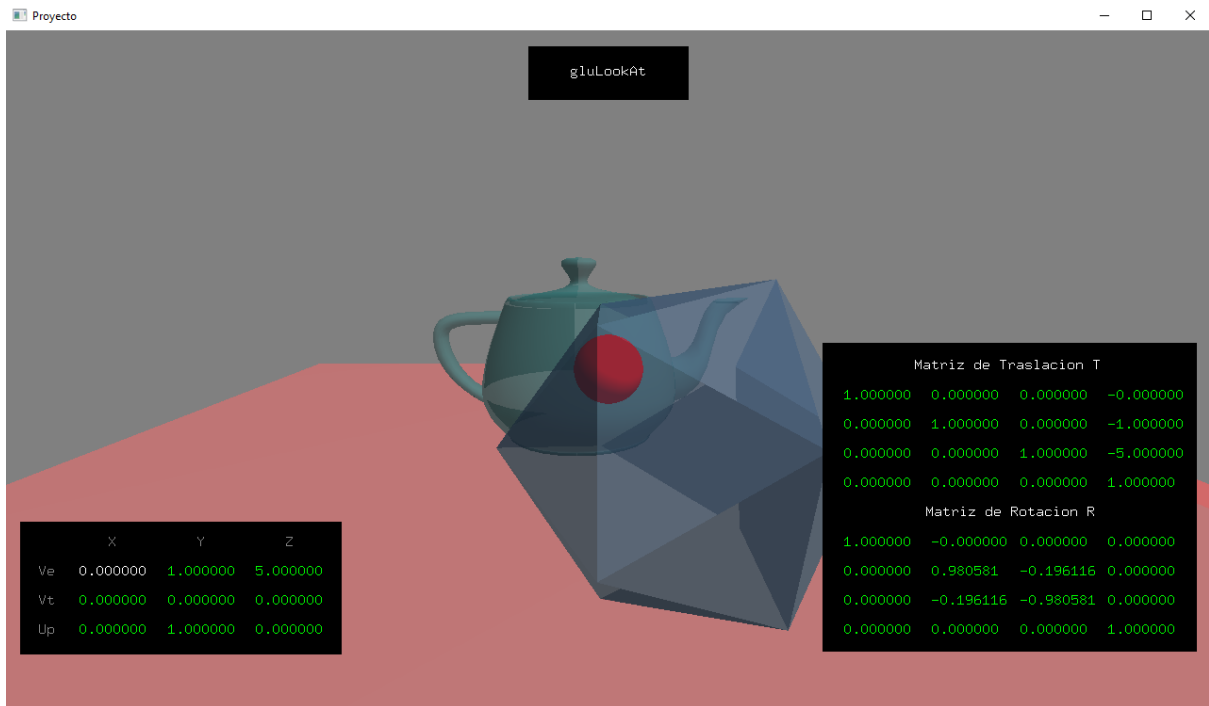 Proyecto
gluLookAt
Matriz de Traslacion T
1.000000 0.000000 0.000000 -0.000000
0.000000 1.000000 0.000000 -1.000000
0.000000 0.000000 1.000000 -5.000000
0.000000 0.000000 0.000000 1.000000
Matriz de Rotacion R
1.000000 -0.000000 0.000000 0.000000
0.000000 0.980581 -0.196116 0.000000
0.000000 -0.196116 -0.980581 0.000000
0.000000 0.000000 0.000000 1.000000
X Y Z
Ve 0.000000 1.000000 5.000000
Vt 0.000000 0.000000 0.000000
Up 0.000000 1.000000 0.000000